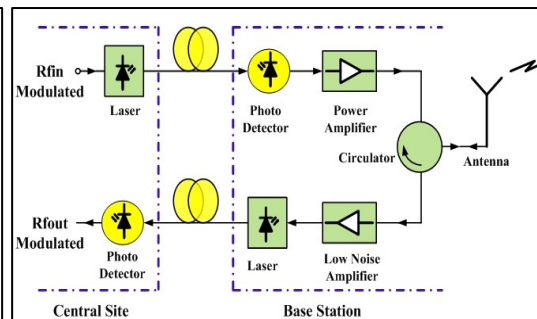 Rfin
Modulated
Laser
Photo
Detector
Power
Amplifier
Circulator
Antenna
Rfout
Modulated
Photo
Detector
Laser
Low Noise
Amplifier
Central Site
Base Station